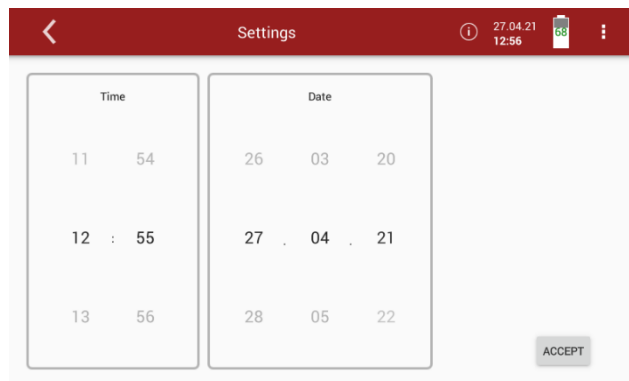 Settings
27.04.21
12:56
68
Time
Date
11 54
26 03 20
12 : 55
27 . 04 . 21
13 56
28 05 22
ACCEPT